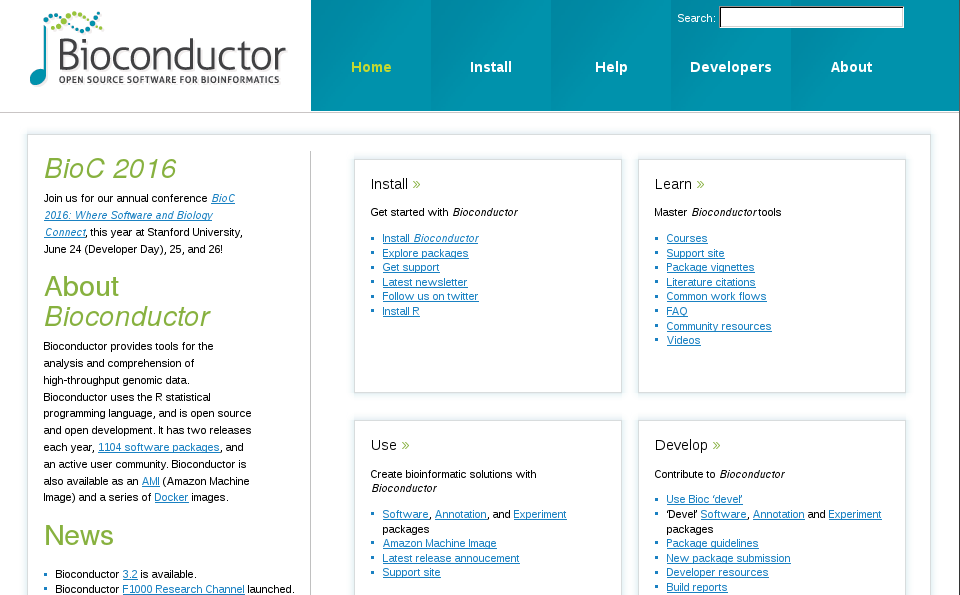 Bioconductor
OPEN SOURCE SOFTWARE FOR BIOINFORMATICS
Search:
Home
Install
Help
Developers
About
BioC 2016
Join us for our annual conference BioC
2016: Where Software and Biology
Connect, this year at Stanford University,
June 24 (Developer Day), 25, and 26!
About
Bioconductor
Bioconductor provides tools for the
analysis and comprehension of
high-throughput genomic data.
Bioconductor uses the R statistical
programming language, and is open source
and open development. It has two releases
each year, 1104 software packages, and
an active user community. Bioconductor is
also available as an AMI (Amazon Machine
Image) and a series of Docker images.
News
Bioconductor 3.2 is available.
Bioconductor F1000 Research Channel launched.
Install »
Get started with Bioconductor
Install Bioconductor
Explore packages
Get support
Latest newsletter
Follow us on twitter
Install R
Learn »
Master Bioconductor tools
Courses
Support site
Package vignettes
Literature citations
Common work flows
FAQ
Community resources
Videos
Use »
Create bioinformatic solutions with
Bioconductor
Software, Annotation, and Experiment
packages
Amazon Machine Image
Latest release annoucement
Support site
Develop »
Contribute to Bioconductor
Use Bioc 'devel'
'Devel' Software, Annotation and Experiment
packages
Package guidelines
New package submission
Developer resources
Build reports